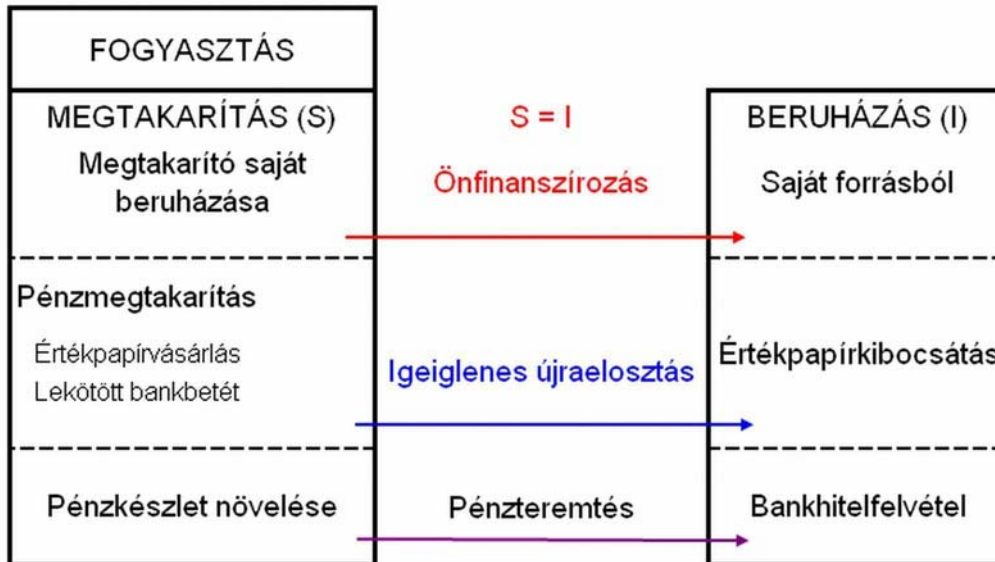 FOGYASZTÁS
MEGTAKARÍTÁS (S)
Megtakarító saját
beruházása
S = I
Önfinanszírozás
BERUHÁZÁS (I)
Saját forrásból
Pénzmegtakarítás
Értékpapírvásárlás
Lekötött bankbetét
Igeiglenes újraelosztás
Értékpapírkibocsátás
Pénzkészlet növelése
Pénzteremtés
Bankhitelfelvétel